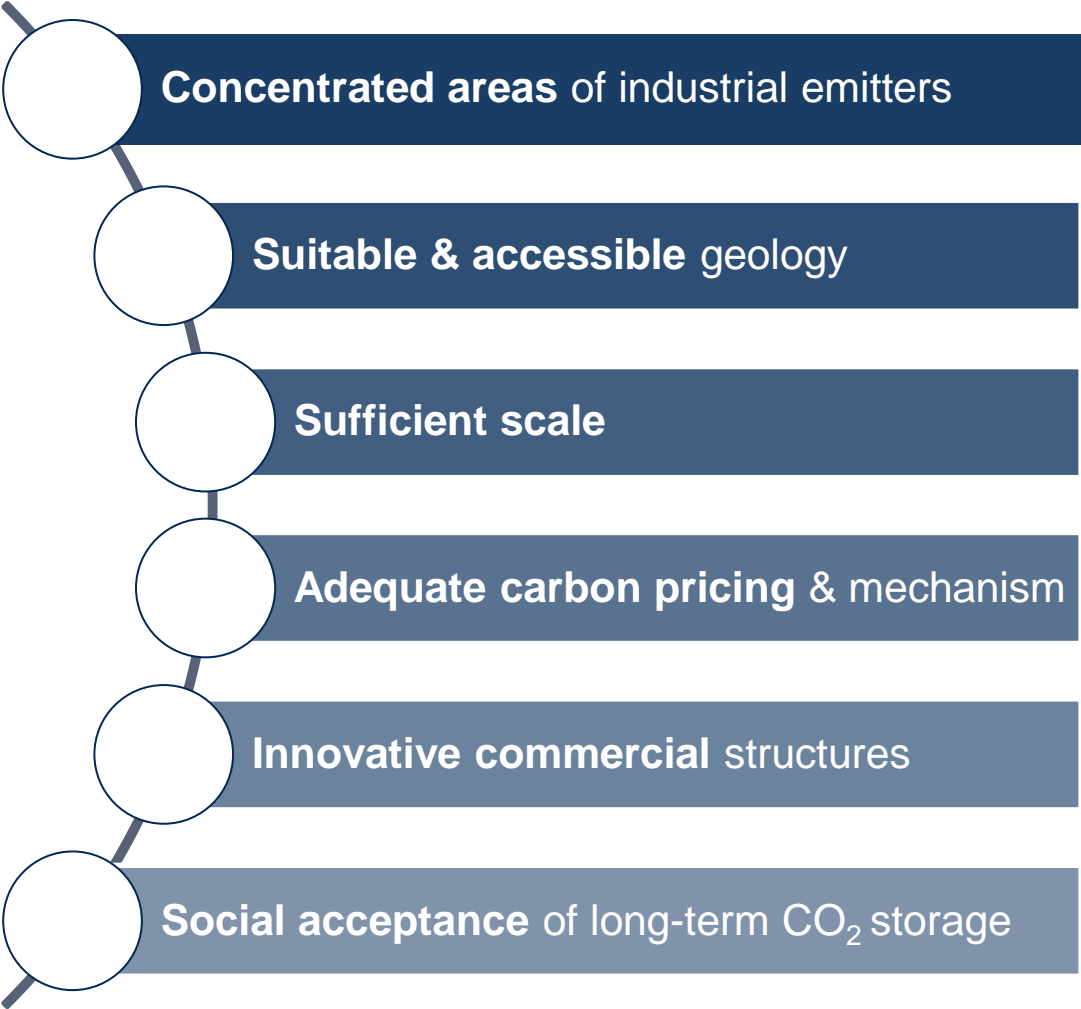 Concentrated areas of industrial emitters
Suitable & accessible geology
Sufficient scale
Adequate carbon pricing & mechanism
Innovative commercial structures
Social acceptance of long-term CO₂ storage